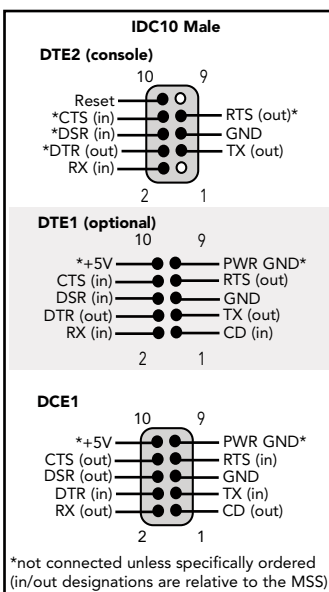 IDC10 Male
DTE2 (console)
10 9
Reset
*CTS (in) RTS (out)*
*DSR (in) GND
*DTR (out) TX (out)
RX (in)
2 1
DTE1 (optional)
10 9
*+5V PWR GND*
CTS (in) RTS (out)
DSR (in) GND
DTR (out) TX (out)
RX (in) CD (in)
2 1
DCE1
10 9
*+5V PWR GND*
CTS (out) RTS (in)
DSR (out) GND
DTR (in) TX (in)
RX (out) CD (out)
2 1
*not connected unless specifically ordered
(in/out designations are relative to the MSS)